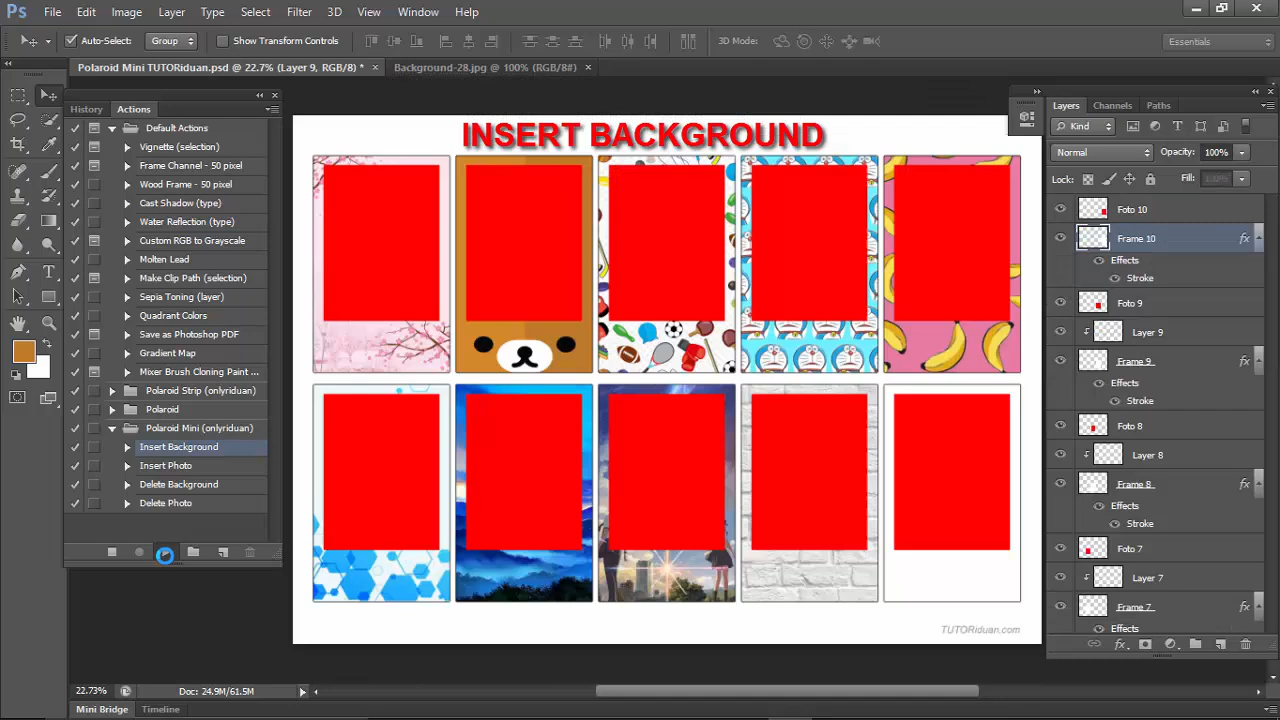 Ps File Edit Image Layer Type Select Filter 3D View Window Help
Auto-Select: Group Show Transform Controls 3D Mode: Essentials
Polaroid Mini TUTORiduan.psd @ 22.7% (Layer 9, RGB/8) * × Background-28.jpg @ 100% (RGB/8#) ×
History Actions
Default Actions
Vignette (selection)
Frame Channel - 50 pixel
Wood Frame - 50 pixel
Cast Shadow (type)
Water Reflection (type)
Custom RGB to Grayscale
Molten Lead
Make Clip Path (selection)
Sepia Toning (layer)
Quadrant Colors
Save as Photoshop PDF
Gradient Map
Mixer Brush Cloning Paint ...
Polaroid Strip (onlyriduan)
Polaroid
Polaroid Mini (onlyriduan)
Insert Background
Insert Photo
Delete Background
Delete Photo
INSERT BACKGROUND
TUTORiduan.com
Layers Channels Paths
Kind
Normal Opacity: 100%
Lock: Fill: 100%
Foto 10
Frame 10 fx
Effects
Stroke
Foto 9
Layer 9
Frame 9 fx
Effects
Stroke
Foto 8
Layer 8
Frame 8 fx
Effects
Stroke
Foto 7
Layer 7
Frame 7 fx
Effects
22.73% Doc: 24.9M/61.5M
Mini Bridge Timeline